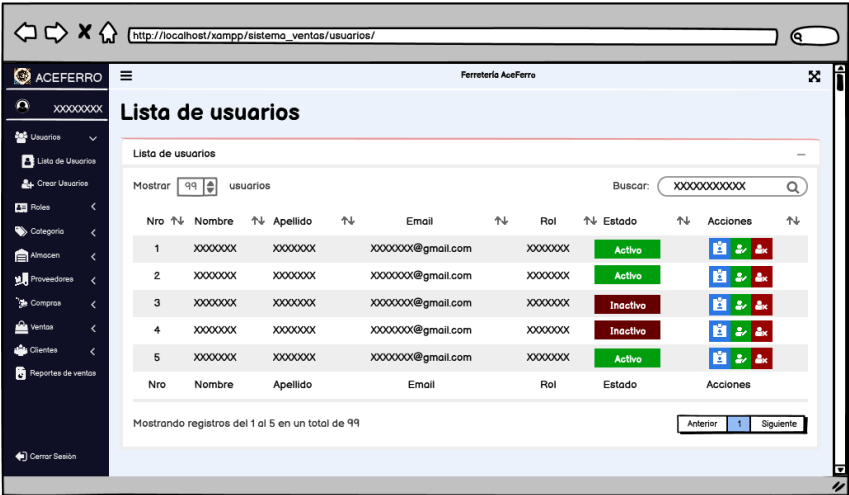 http://localhost/xampp/sistema_ventas/usuarios/
ACEFERRO
Ferretería AceFerro
XXXXXXXX
Lista de usuarios
Usuarios
Lista de Usuarios
Crear Usuarios
Roles
Categoria
Almacen
Proveedores
Compras
Ventas
Clientes
Reportes de ventas
Cerrar Sesión
Lista de usuarios
Mostrar 99 usuarios
Buscar: XXXXXXXXXXX
Nro Nombre Apellido Email Rol Estado Acciones
1 XXXXXXX XXXXXXX XXXXXXX@gmail.com XXXXXXX Activo
2 XXXXXXX XXXXXXX XXXXXXX@gmail.com XXXXXXX Activo
3 XXXXXXX XXXXXXX XXXXXXX@gmail.com XXXXXXX Inactivo
4 XXXXXXX XXXXXXX XXXXXXX@gmail.com XXXXXXX Inactivo
5 XXXXXXX XXXXXXX XXXXXXX@gmail.com XXXXXXX Activo
Nro Nombre Apellido Email Rol Estado Acciones
Mostrando registros del 1 al 5 en un total de 99
Anterior 1 Siguiente